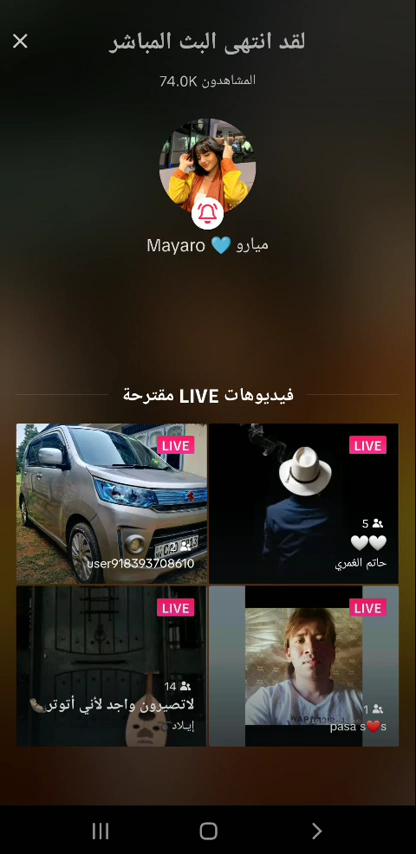 لقد انتهى البث المباشر
المشاهدون 74.0K
ميارو 🩵 Mayaro
فيديوهات LIVE مقترحة
LIVE
5
🤍🤍
حاتم الغمري
LIVE
user918393708610
LIVE
1
pasa s❤️s
LIVE
14
لاتصيرون واجد لأني أتوتر
إيلاد